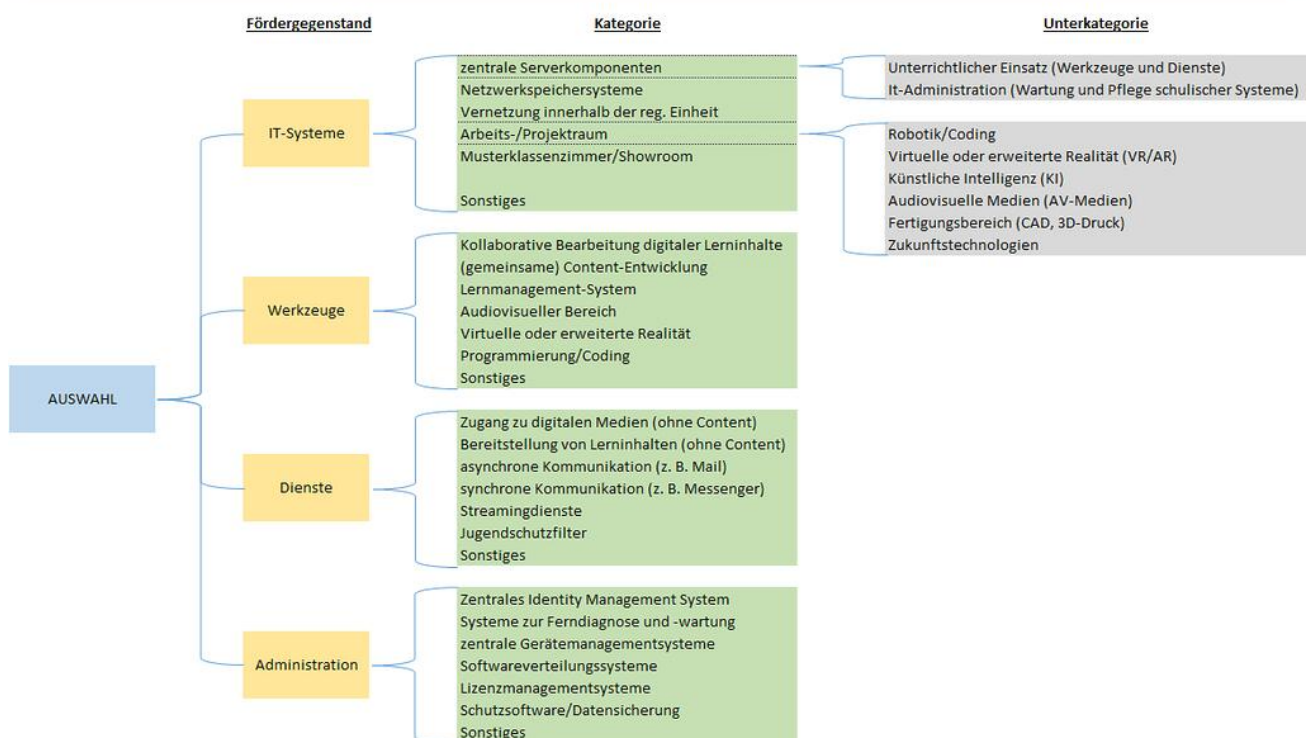 Fördergegenstand
Kategorie
Unterkategorie
AUSWAHL
IT-Systeme
zentrale Serverkomponenten
Netzwerkspeichersysteme
Vernetzung innerhalb der reg. Einheit
Arbeits-/Projektraum
Musterklassenzimmer/Showroom
Sonstiges
Unterrichtlicher Einsatz (Werkzeuge und Dienste)
It-Administration (Wartung und Pflege schulischer Systeme)
Robotik/Coding
Virtuelle oder erweiterte Realität (VR/AR)
Künstliche Intelligenz (KI)
Audiovisuelle Medien (AV-Medien)
Fertigungsbereich (CAD, 3D-Druck)
Zukunftstechnologien
Werkzeuge
Kollaborative Bearbeitung digitaler Lerninhalte
(gemeinsame) Content-Entwicklung
Lernmanagement-System
Audiovisueller Bereich
Virtuelle oder erweiterte Realität
Programmierung/Coding
Sonstiges
Dienste
Zugang zu digitalen Medien (ohne Content)
Bereitstellung von Lerninhalten (ohne Content)
asynchrone Kommunikation (z. B. Mail)
synchrone Kommunikation (z. B. Messenger)
Streamingdienste
Jugendschutzfilter
Sonstiges
Administration
Zentrales Identity Management System
Systeme zur Ferndiagnose und -wartung
zentrale Gerätemanagementsysteme
Softwareverteilungssysteme
Lizenzmanagementsysteme
Schutzsoftware/Datensicherung
Sonstiges